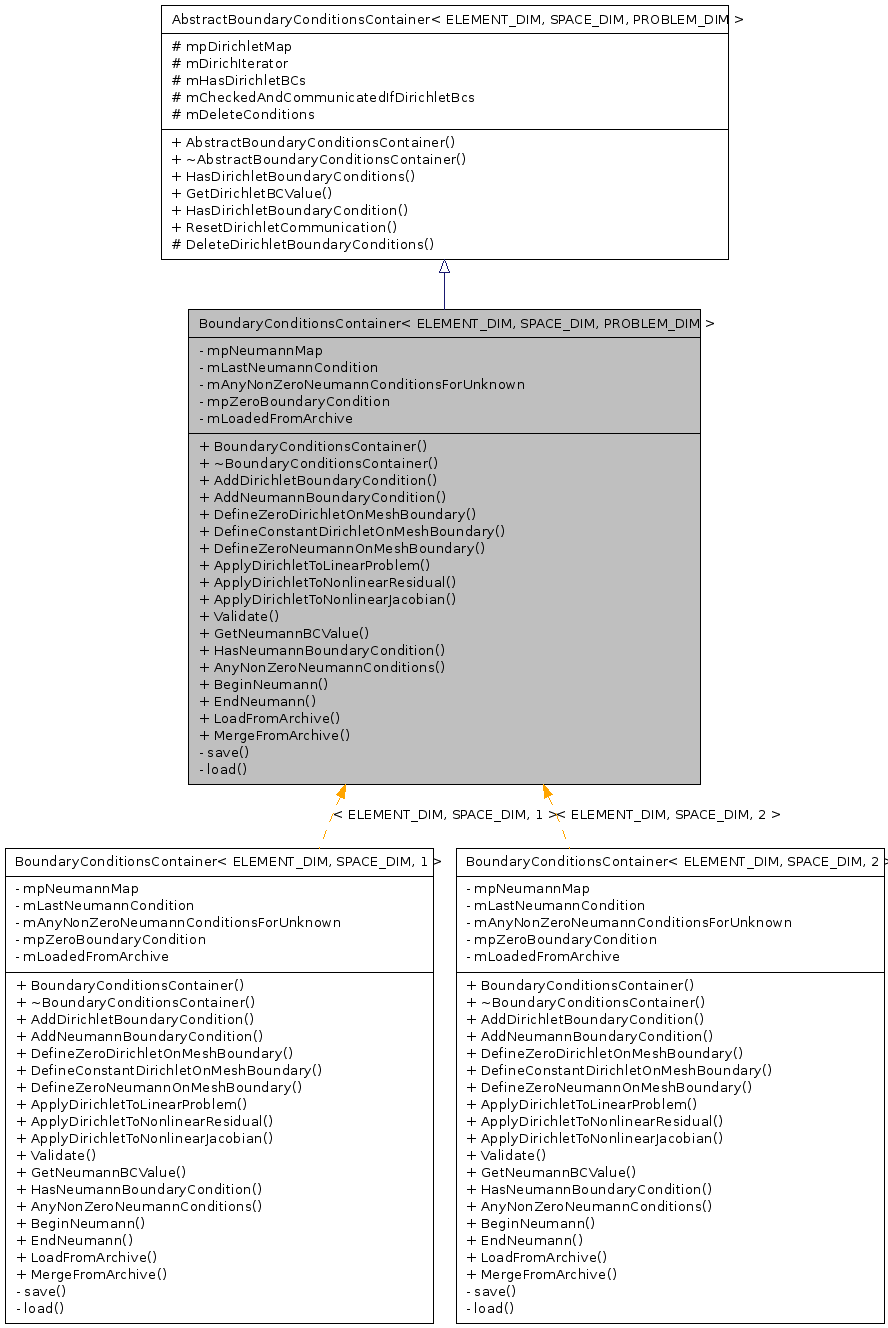 AbstractBoundaryConditionsContainer< ELEMENT_DIM, SPACE_DIM, PROBLEM_DIM >
# mpDirichletMap
# mDirichIterator
# mHasDirichletBCs
# mCheckedAndCommunicatedIfDirichletBcs
# mDeleteConditions
+ AbstractBoundaryConditionsContainer()
+ ~AbstractBoundaryConditionsContainer()
+ HasDirichletBoundaryConditions()
+ GetDirichletBCValue()
+ HasDirichletBoundaryCondition()
+ ResetDirichletCommunication()
# DeleteDirichletBoundaryConditions()
BoundaryConditionsContainer< ELEMENT_DIM, SPACE_DIM, PROBLEM_DIM >
- mpNeumannMap
- mLastNeumannCondition
- mAnyNonZeroNeumannConditionsForUnknown
- mpZeroBoundaryCondition
- mLoadedFromArchive
+ BoundaryConditionsContainer()
+ ~BoundaryConditionsContainer()
+ AddDirichletBoundaryCondition()
+ AddNeumannBoundaryCondition()
+ DefineZeroDirichletOnMeshBoundary()
+ DefineConstantDirichletOnMeshBoundary()
+ DefineZeroNeumannOnMeshBoundary()
+ ApplyDirichletToLinearProblem()
+ ApplyDirichletToNonlinearResidual()
+ ApplyDirichletToNonlinearJacobian()
+ Validate()
+ GetNeumannBCValue()
+ HasNeumannBoundaryCondition()
+ AnyNonZeroNeumannConditions()
+ BeginNeumann()
+ EndNeumann()
+ LoadFromArchive()
+ MergeFromArchive()
- save()
- load()
< ELEMENT_DIM, SPACE_DIM, 1 >
< ELEMENT_DIM, SPACE_DIM, 2 >
BoundaryConditionsContainer< ELEMENT_DIM, SPACE_DIM, 1 >
- mpNeumannMap
- mLastNeumannCondition
- mAnyNonZeroNeumannConditionsForUnknown
- mpZeroBoundaryCondition
- mLoadedFromArchive
+ BoundaryConditionsContainer()
+ ~BoundaryConditionsContainer()
+ AddDirichletBoundaryCondition()
+ AddNeumannBoundaryCondition()
+ DefineZeroDirichletOnMeshBoundary()
+ DefineConstantDirichletOnMeshBoundary()
+ DefineZeroNeumannOnMeshBoundary()
+ ApplyDirichletToLinearProblem()
+ ApplyDirichletToNonlinearResidual()
+ ApplyDirichletToNonlinearJacobian()
+ Validate()
+ GetNeumannBCValue()
+ HasNeumannBoundaryCondition()
+ AnyNonZeroNeumannConditions()
+ BeginNeumann()
+ EndNeumann()
+ LoadFromArchive()
+ MergeFromArchive()
- save()
- load()
BoundaryConditionsContainer< ELEMENT_DIM, SPACE_DIM, 2 >
- mpNeumannMap
- mLastNeumannCondition
- mAnyNonZeroNeumannConditionsForUnknown
- mpZeroBoundaryCondition
- mLoadedFromArchive
+ BoundaryConditionsContainer()
+ ~BoundaryConditionsContainer()
+ AddDirichletBoundaryCondition()
+ AddNeumannBoundaryCondition()
+ DefineZeroDirichletOnMeshBoundary()
+ DefineConstantDirichletOnMeshBoundary()
+ DefineZeroNeumannOnMeshBoundary()
+ ApplyDirichletToLinearProblem()
+ ApplyDirichletToNonlinearResidual()
+ ApplyDirichletToNonlinearJacobian()
+ Validate()
+ GetNeumannBCValue()
+ HasNeumannBoundaryCondition()
+ AnyNonZeroNeumannConditions()
+ BeginNeumann()
+ EndNeumann()
+ LoadFromArchive()
+ MergeFromArchive()
- save()
- load()